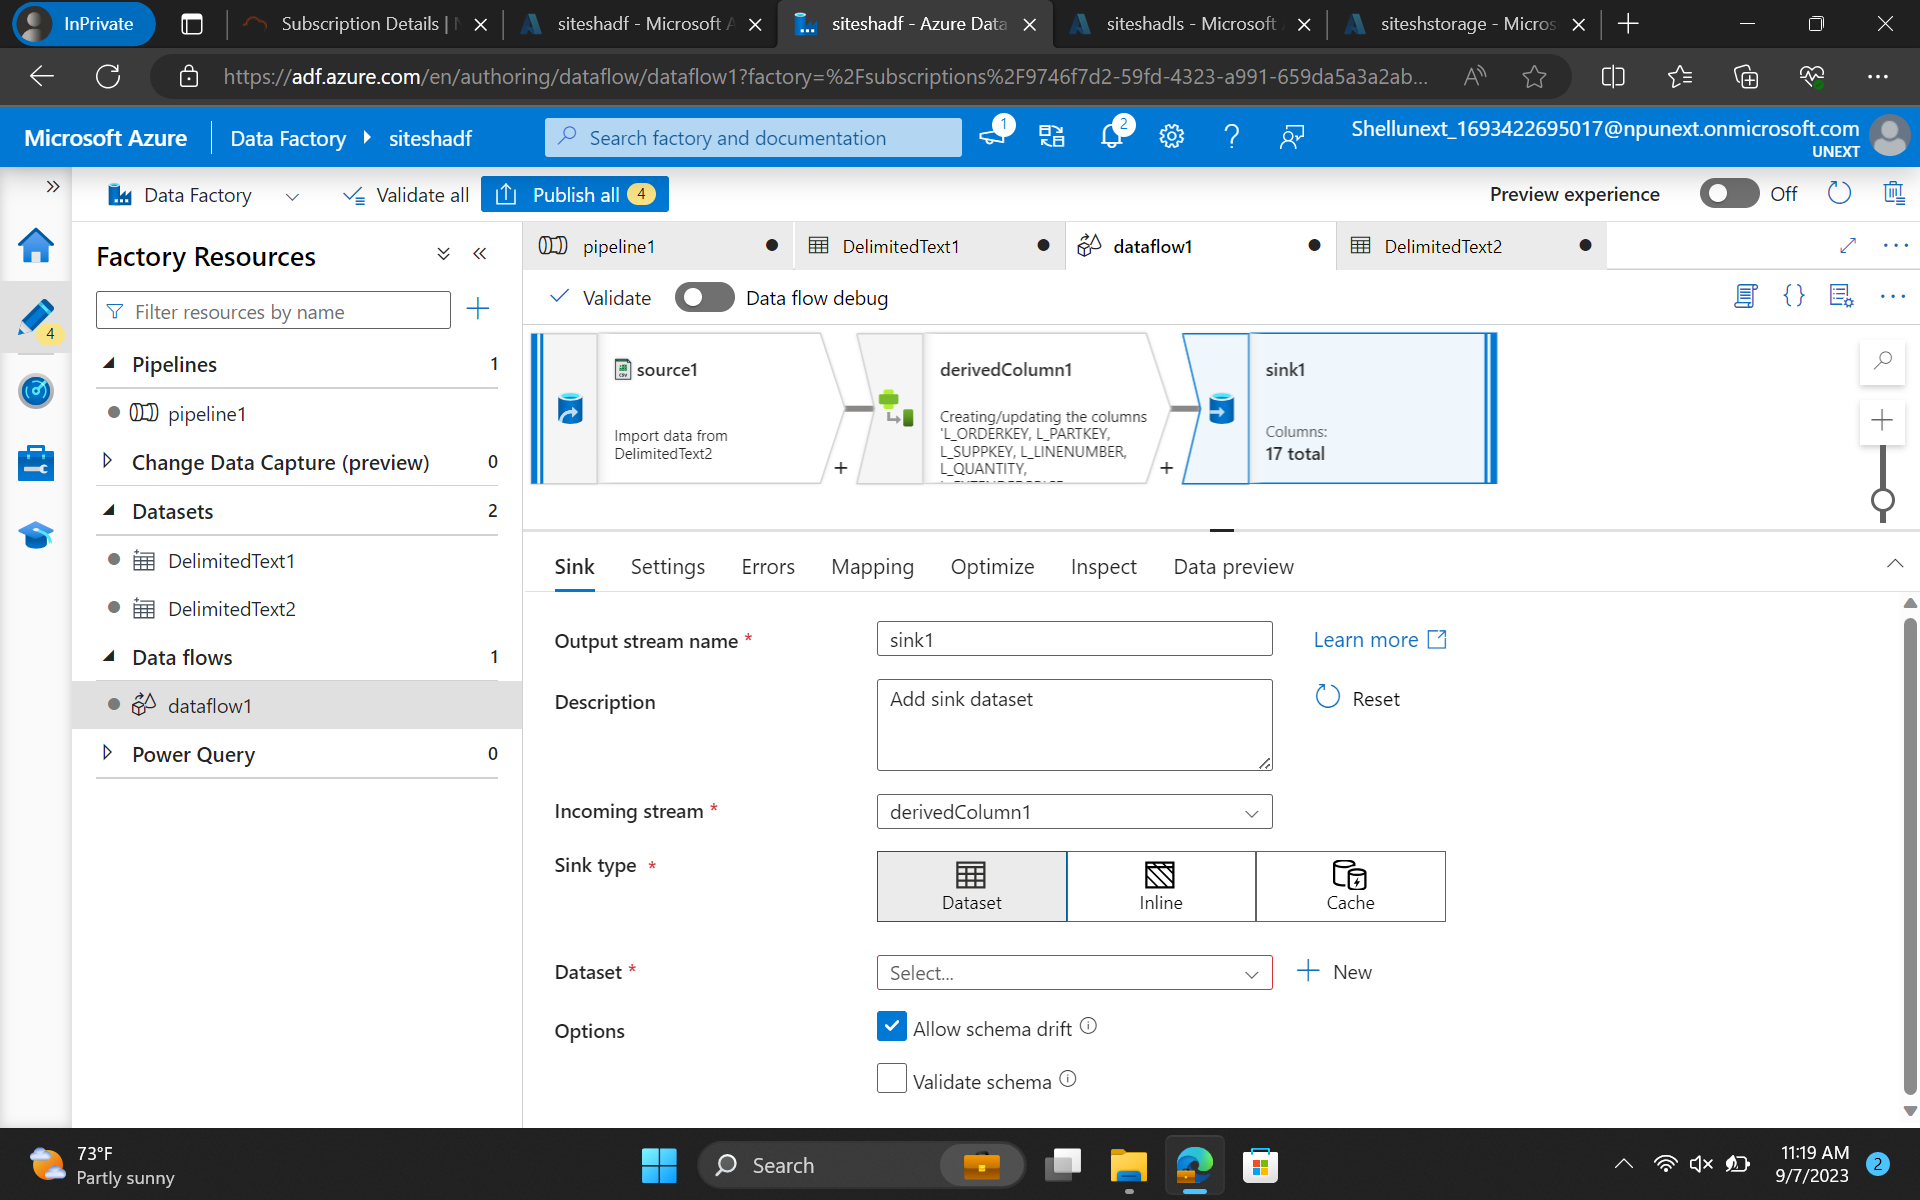 InPrivate
Subscription Details |
siteshadf - Microsoft A
siteshadf - Azure Data
siteshadls - Microsoft
siteshstorage - Micros
https://adf.azure.com/en/authoring/dataflow/dataflow1?factory=%2Fsubscriptions%2F9746f7d2-59fd-4323-a991-659da5a3a2ab...
Microsoft Azure
Data Factory
siteshadf
Search factory and documentation
1
2
Shellunext_1693422695017@npunext.onmicrosoft.com
UNEXT
Data Factory
Validate all
Publish all 4
Preview experience
Off
4
Factory Resources
Filter resources by name
Pipelines 1
pipeline1
Change Data Capture (preview) 0
Datasets 2
DelimitedText1
DelimitedText2
Data flows 1
dataflow1
Power Query 0
pipeline1
DelimitedText1
dataflow1
DelimitedText2
Validate
Data flow debug
source1
Import data from
DelimitedText2
+
derivedColumn1
Creating/updating the columns
'L_ORDERKEY, L_PARTKEY,
L_SUPPKEY, L_LINENUMBER,
L_QUANTITY,
+
sink1
Columns:
17 total
Sink
Settings
Errors
Mapping
Optimize
Inspect
Data preview
Output stream name *
sink1
Learn more
Description
Add sink dataset
Reset
Incoming stream *
derivedColumn1
Sink type *
Dataset
Inline
Cache
Dataset *
Select...
New
Options
Allow schema drift
Validate schema
73°F
Partly sunny
Search
11:19 AM
9/7/2023
2